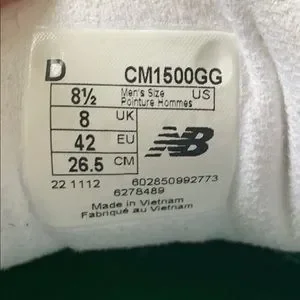 D CM1500GG
8½ Men's Size Pointure Hommes US
8 UK
42 EU
26.5 CM
NB
22 1112 602850992773
6278489
Made in Vietnam
Fabriqué au Vietnam